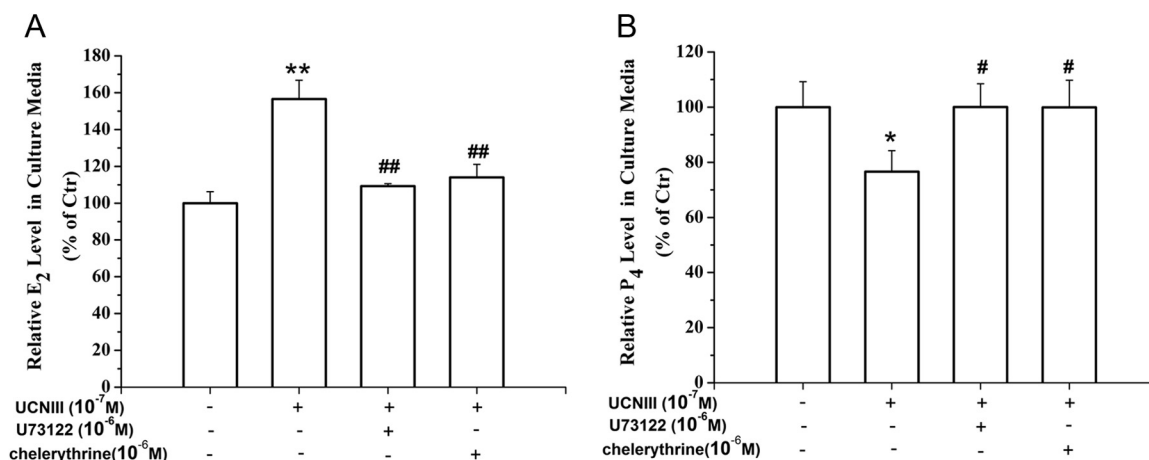 A
Relative E2 Level in Culture Media
(% of Ctr)
180
160
140
120
100
80
60
40
20
0
**
##
##
UCNIII (10-7M) - + + +
U73122 (10-6M) - - + -
chelerythrine(10-6M) - - - +
B
Relative P4 Level in Culture Media
(% of Ctr)
120
100
80
60
40
20
0
*
#
#
UCNIII (10-7M) - + + +
U73122 (10-6M) - - + -
chelerythrine(10-6M) - - - +